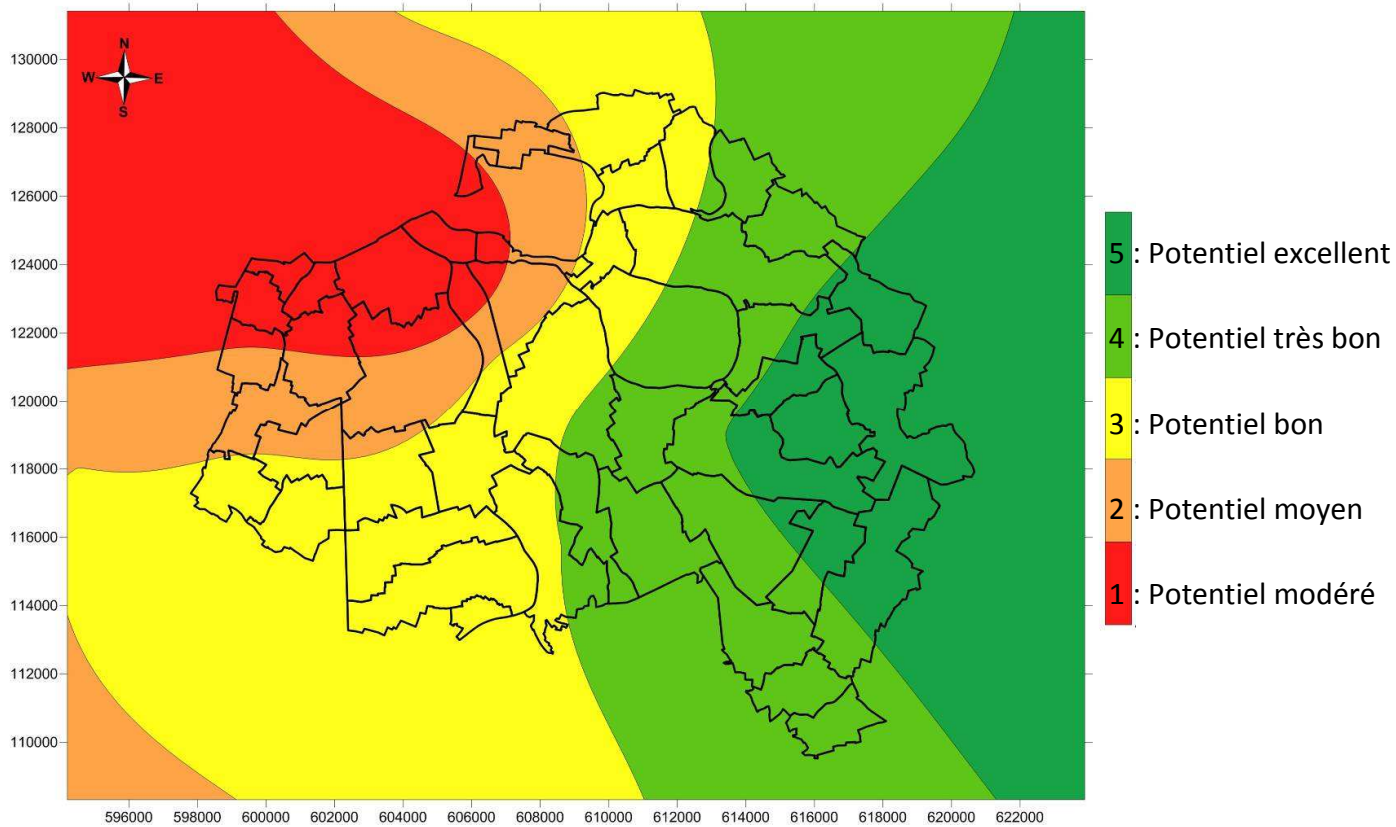 N
W E
S
130000
128000
126000
124000
122000
120000
118000
116000
114000
112000
110000
596000 598000 600000 602000 604000 606000 608000 610000 612000 614000 616000 618000 620000 622000
5 : Potentiel excellent
4 : Potentiel très bon
3 : Potentiel bon
2 : Potentiel moyen
1 : Potentiel modéré